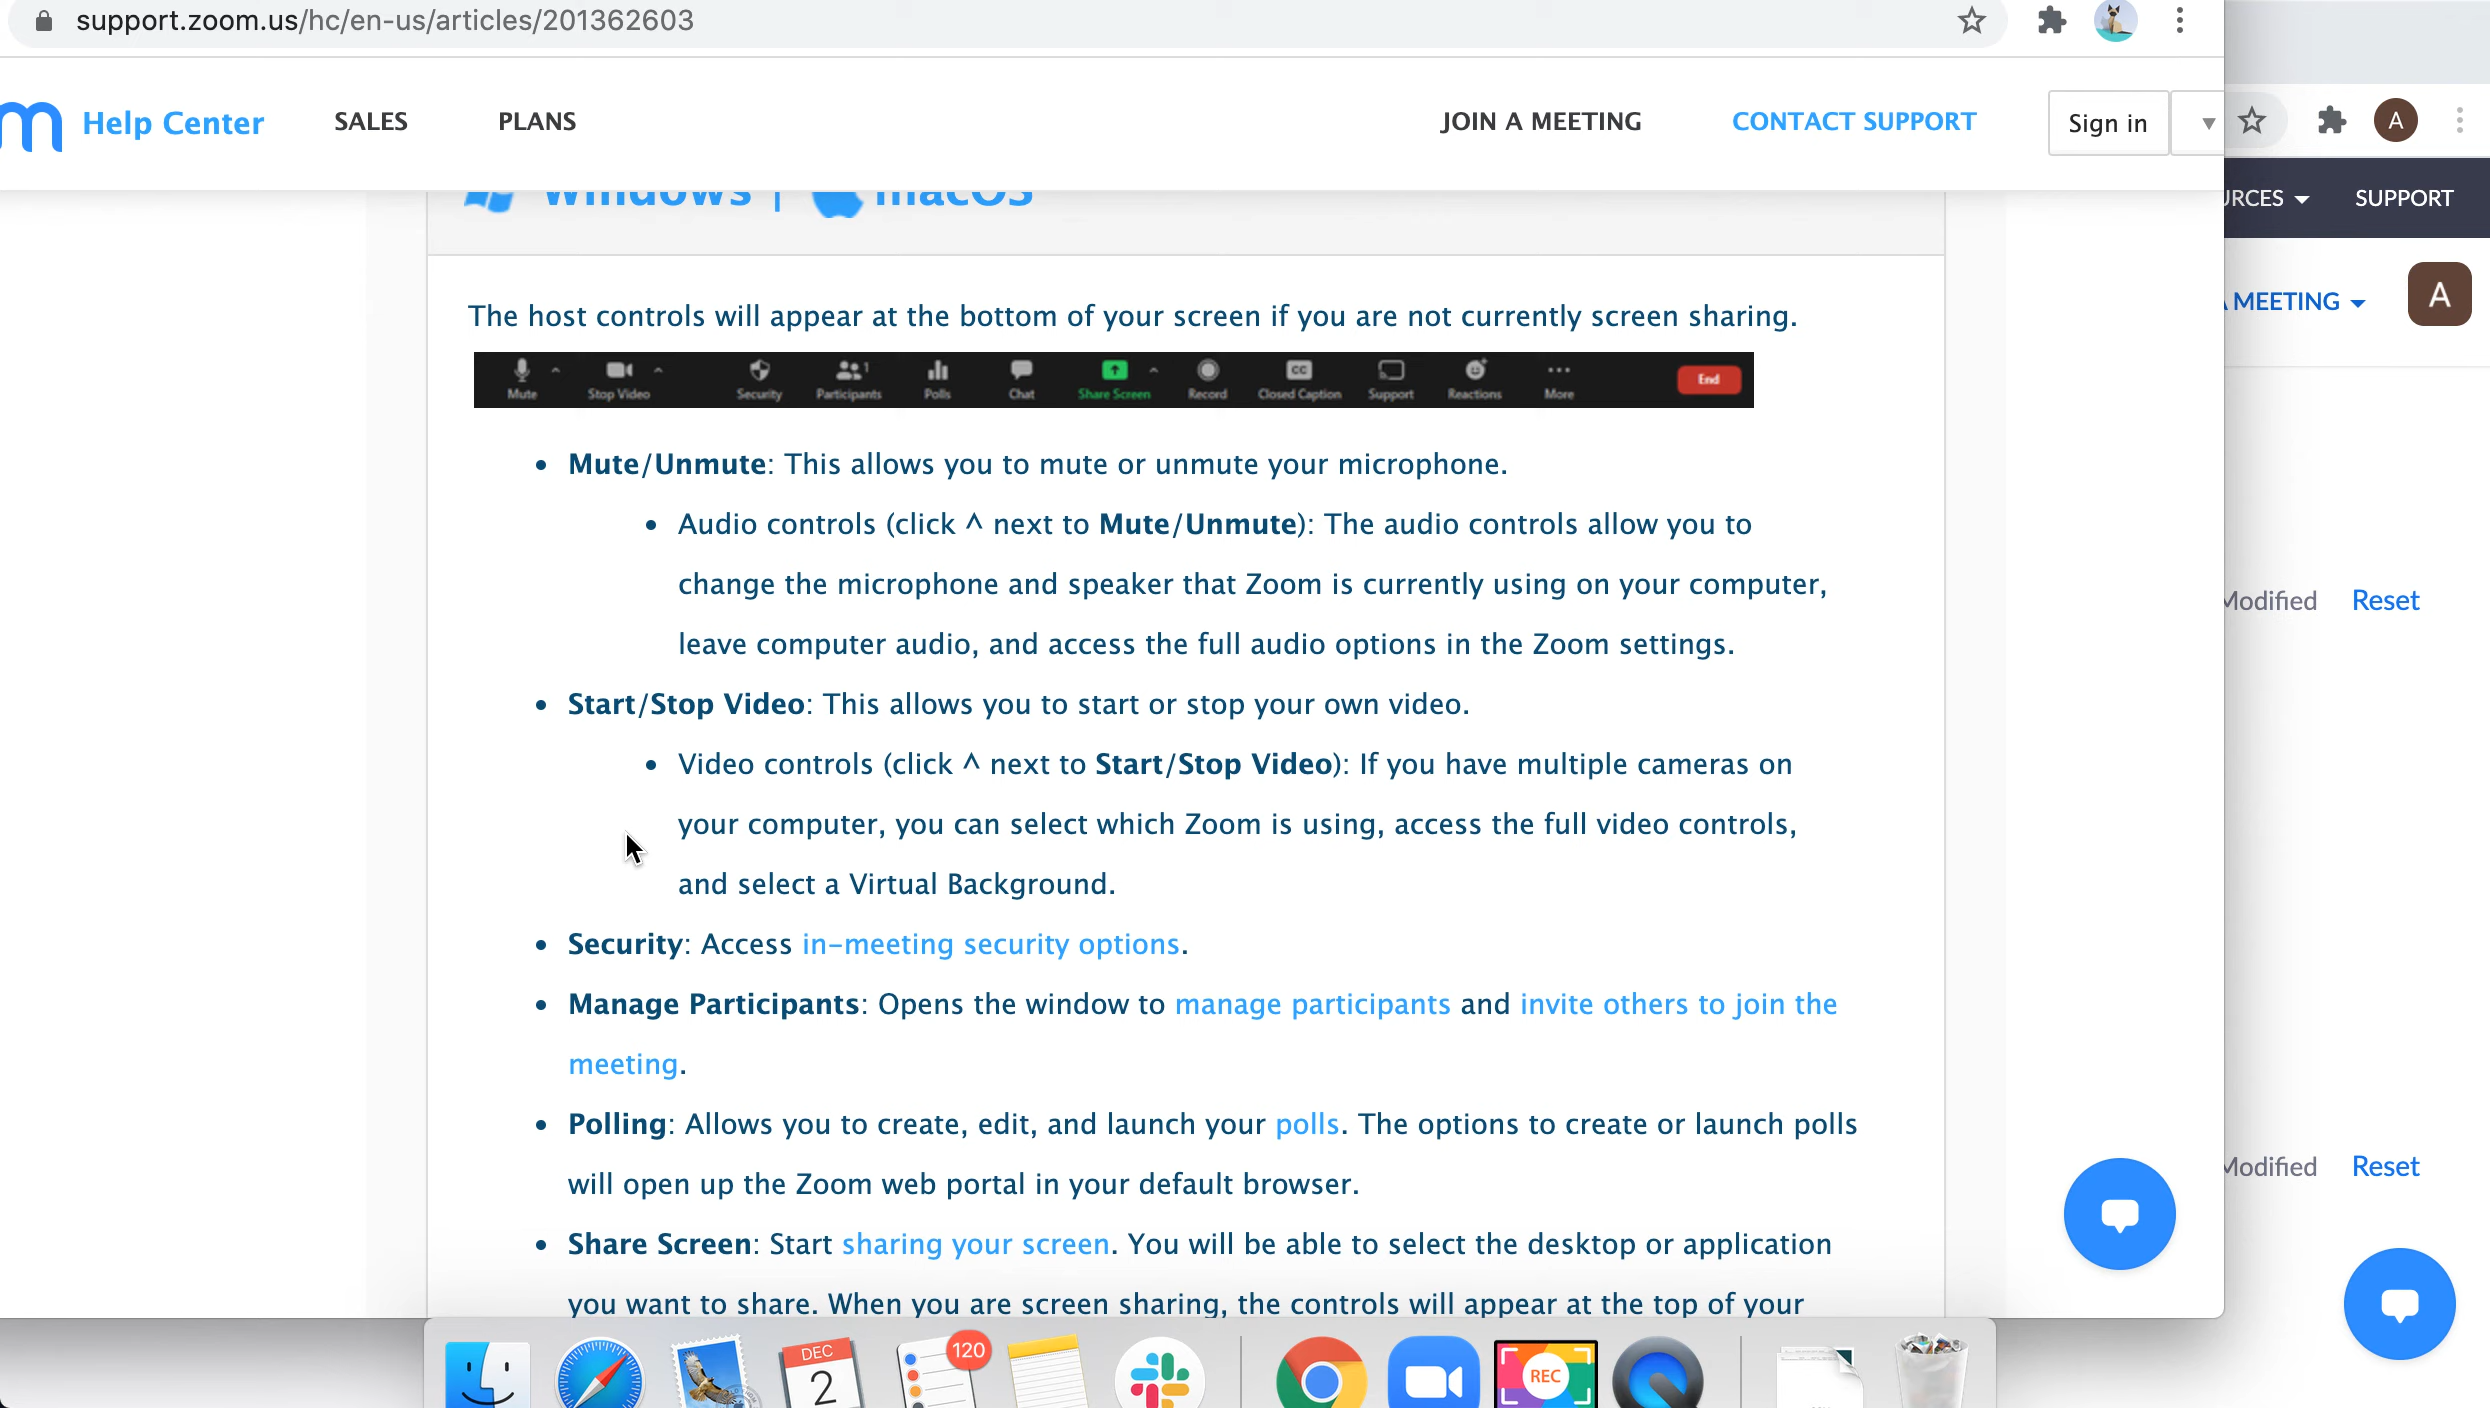 support.zoom.us/hc/en-us/articles/201362603
m Help Center SALES PLANS JOIN A MEETING CONTACT SUPPORT Sign in
A
SUPPORT
MEETING
A
Windows | macOS
The host controls will appear at the bottom of your screen if you are not currently screen sharing.
Mute Stop Video Security Participants 1 Polls Chat Share Screen Record CC Closed Caption Support Reactions More End
• Mute/Unmute: This allows you to mute or unmute your microphone.
• Audio controls (click ^ next to Mute/Unmute): The audio controls allow you to
change the microphone and speaker that Zoom is currently using on your computer,
leave computer audio, and access the full audio options in the Zoom settings.
Modified Reset
• Start/Stop Video: This allows you to start or stop your own video.
• Video controls (click ^ next to Start/Stop Video): If you have multiple cameras on
your computer, you can select which Zoom is using, access the full video controls,
and select a Virtual Background.
• Security: Access in-meeting security options.
• Manage Participants: Opens the window to manage participants and invite others to join the
meeting.
• Polling: Allows you to create, edit, and launch your polls. The options to create or launch polls
will open up the Zoom web portal in your default browser.
Modified Reset
• Share Screen: Start sharing your screen. You will be able to select the desktop or application
you want to share. When you are screen sharing, the controls will appear at the top of your
DEC
2
120
REC